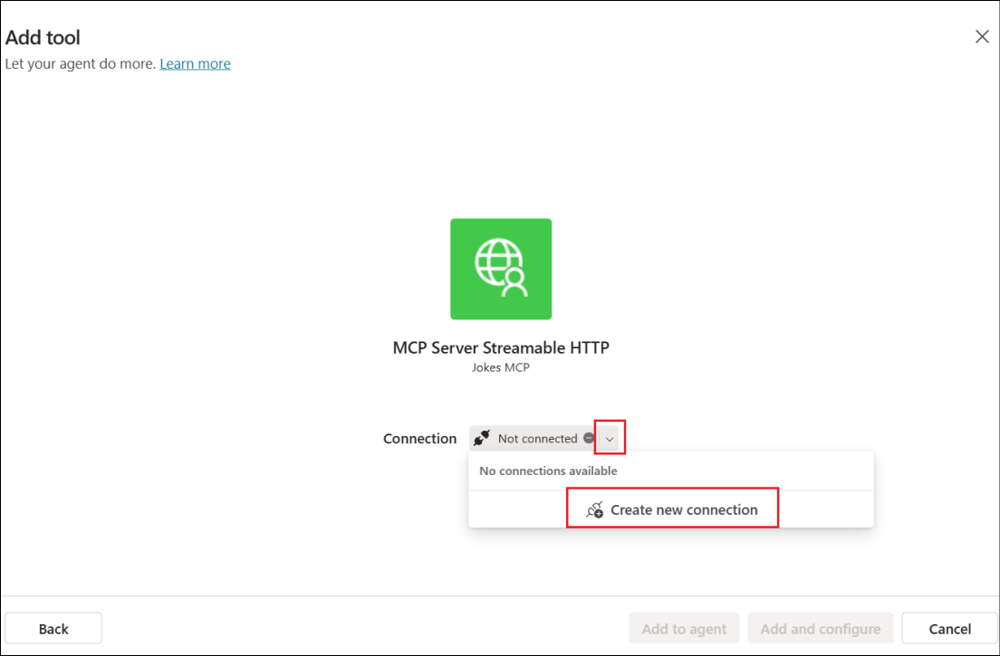 Add tool
Let your agent do more. Learn more
MCP Server Streamable HTTP
Jokes MCP
Connection Not connected
No connections available
Create new connection
Back Add to agent Add and configure Cancel